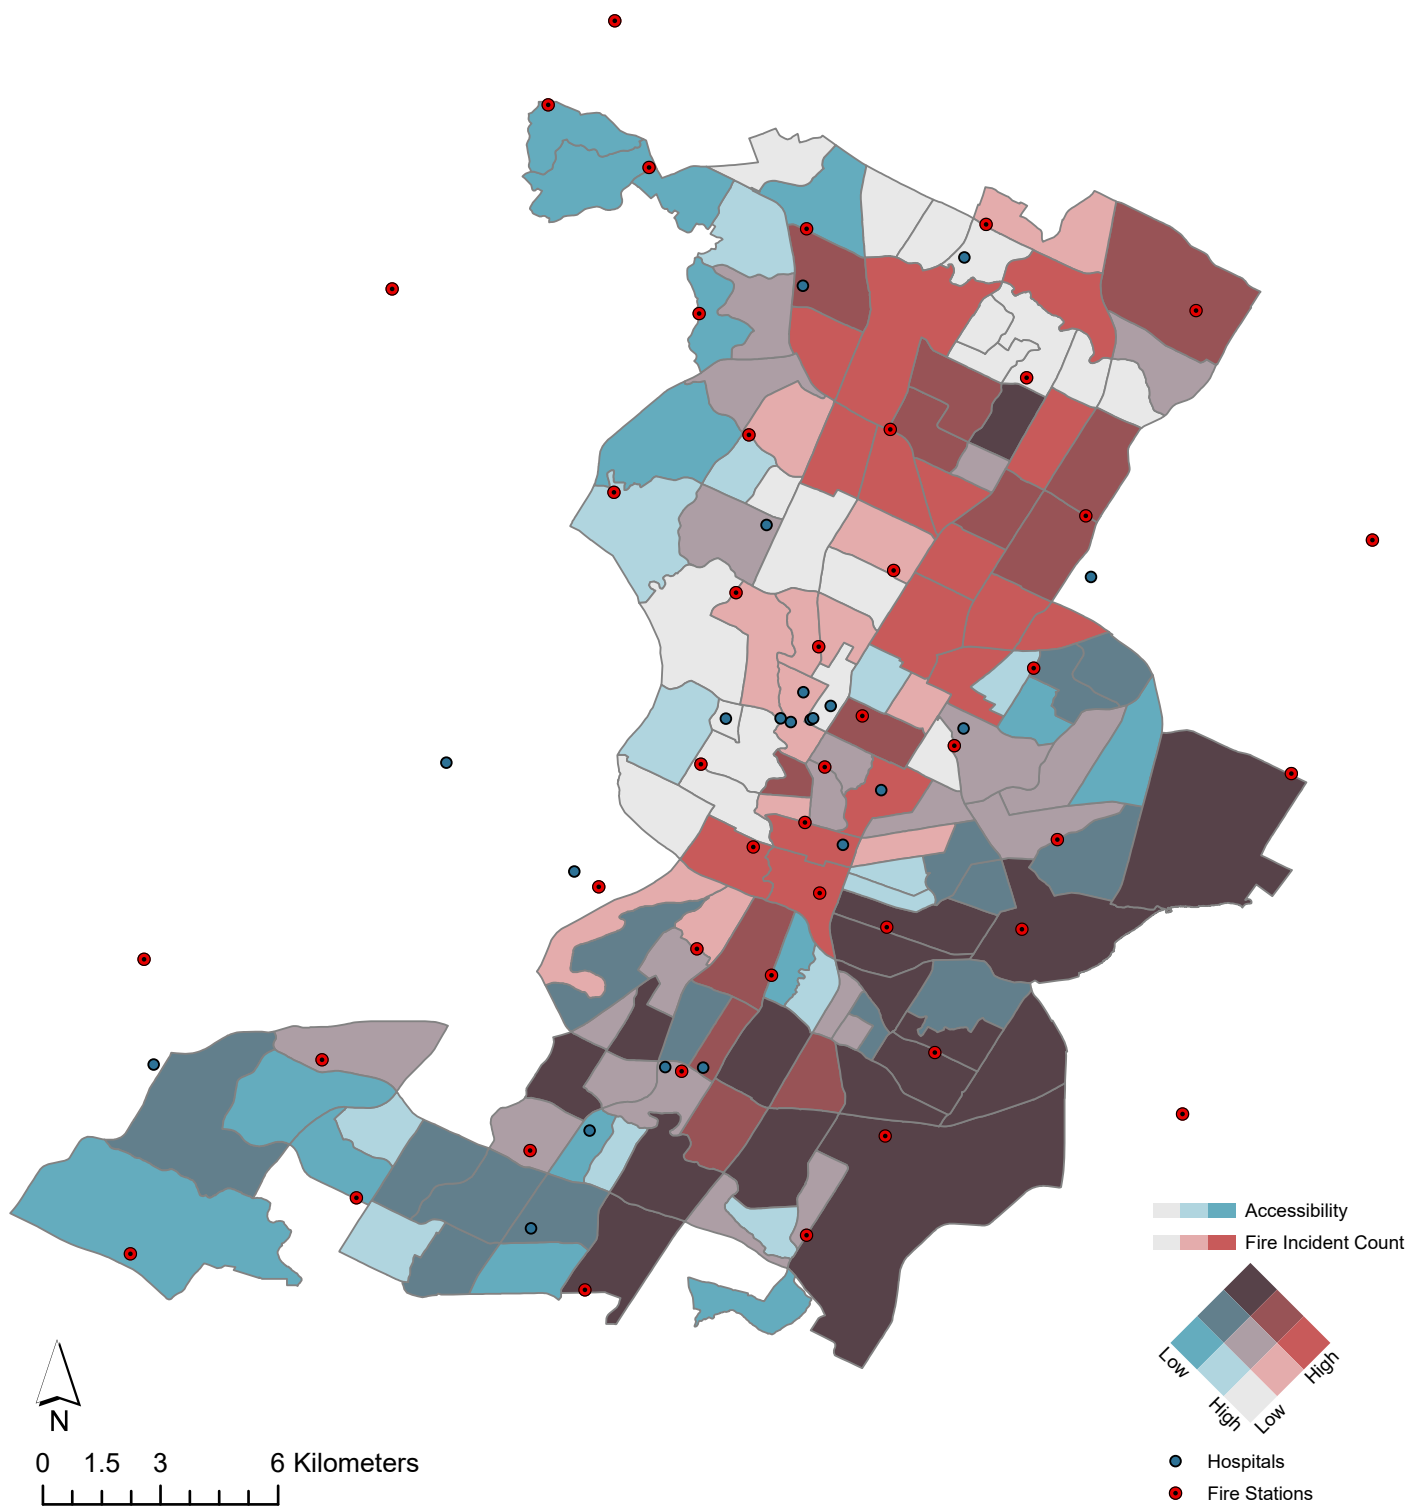 Accessibility
Fire Incident Count
Low
High
High
Low
Hospitals
Fire Stations
N
0 1.5 3 6 Kilometers